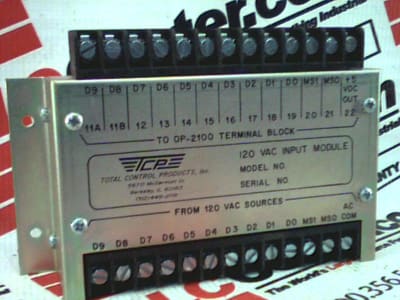 D9 D8 D7 D6 D5 D4 D3 D2 D1 D0 MS1 MS0 +5 VDC OUT
11A 11B 12 13 14 15 16 17 18 19 20 21 22
TO OP-2100 TERMINAL BLOCK
TCP
TOTAL CONTROL PRODUCTS, Inc.
120 VAC INPUT MODULE
MODEL NO.
SERIAL NO.
FROM 120 VAC SOURCES
D9 D8 D7 D6 D5 D4 D3 D2 D1 D0 MS1 MS0 AC COM